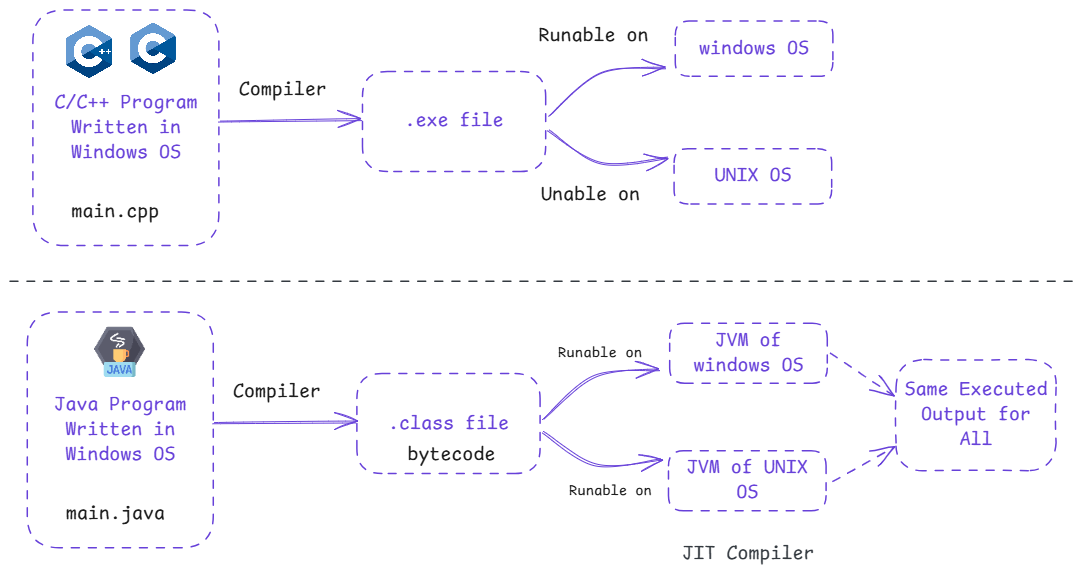 C++
C
C/C++ Program
Written in
Windows OS
main.cpp
Compiler
.exe file
Runable on
windows OS
Unable on
UNIX OS
JAVA
Java Program
Written in
Windows OS
main.java
Compiler
.class file
bytecode
Runable on
JVM of
windows OS
Runable on
JVM of UNIX
OS
Same Executed
Output for
All
JIT Compiler